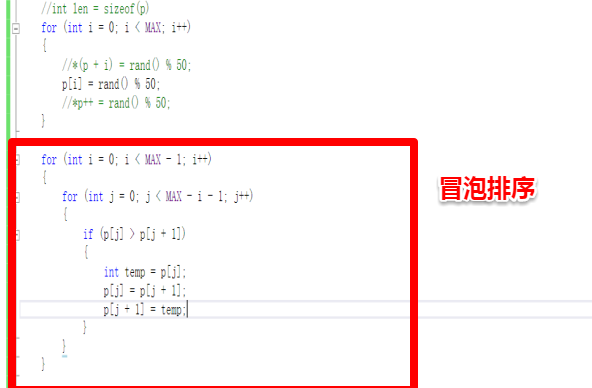 //int len = sizeof(p)
for (int i = 0; i < MAX; i++)
{
//*(p + i) = rand() % 50;
p[i] = rand() % 50;
//*p++ = rand() % 50;
}
for (int i = 0; i < MAX - 1; i++)
{
for (int j = 0; j < MAX - i - 1; j++)
{
if (p[j] > p[j + 1])
{
int temp = p[j];
p[j] = p[j + 1];
p[j + 1] = temp;
}
}
}
冒泡排序